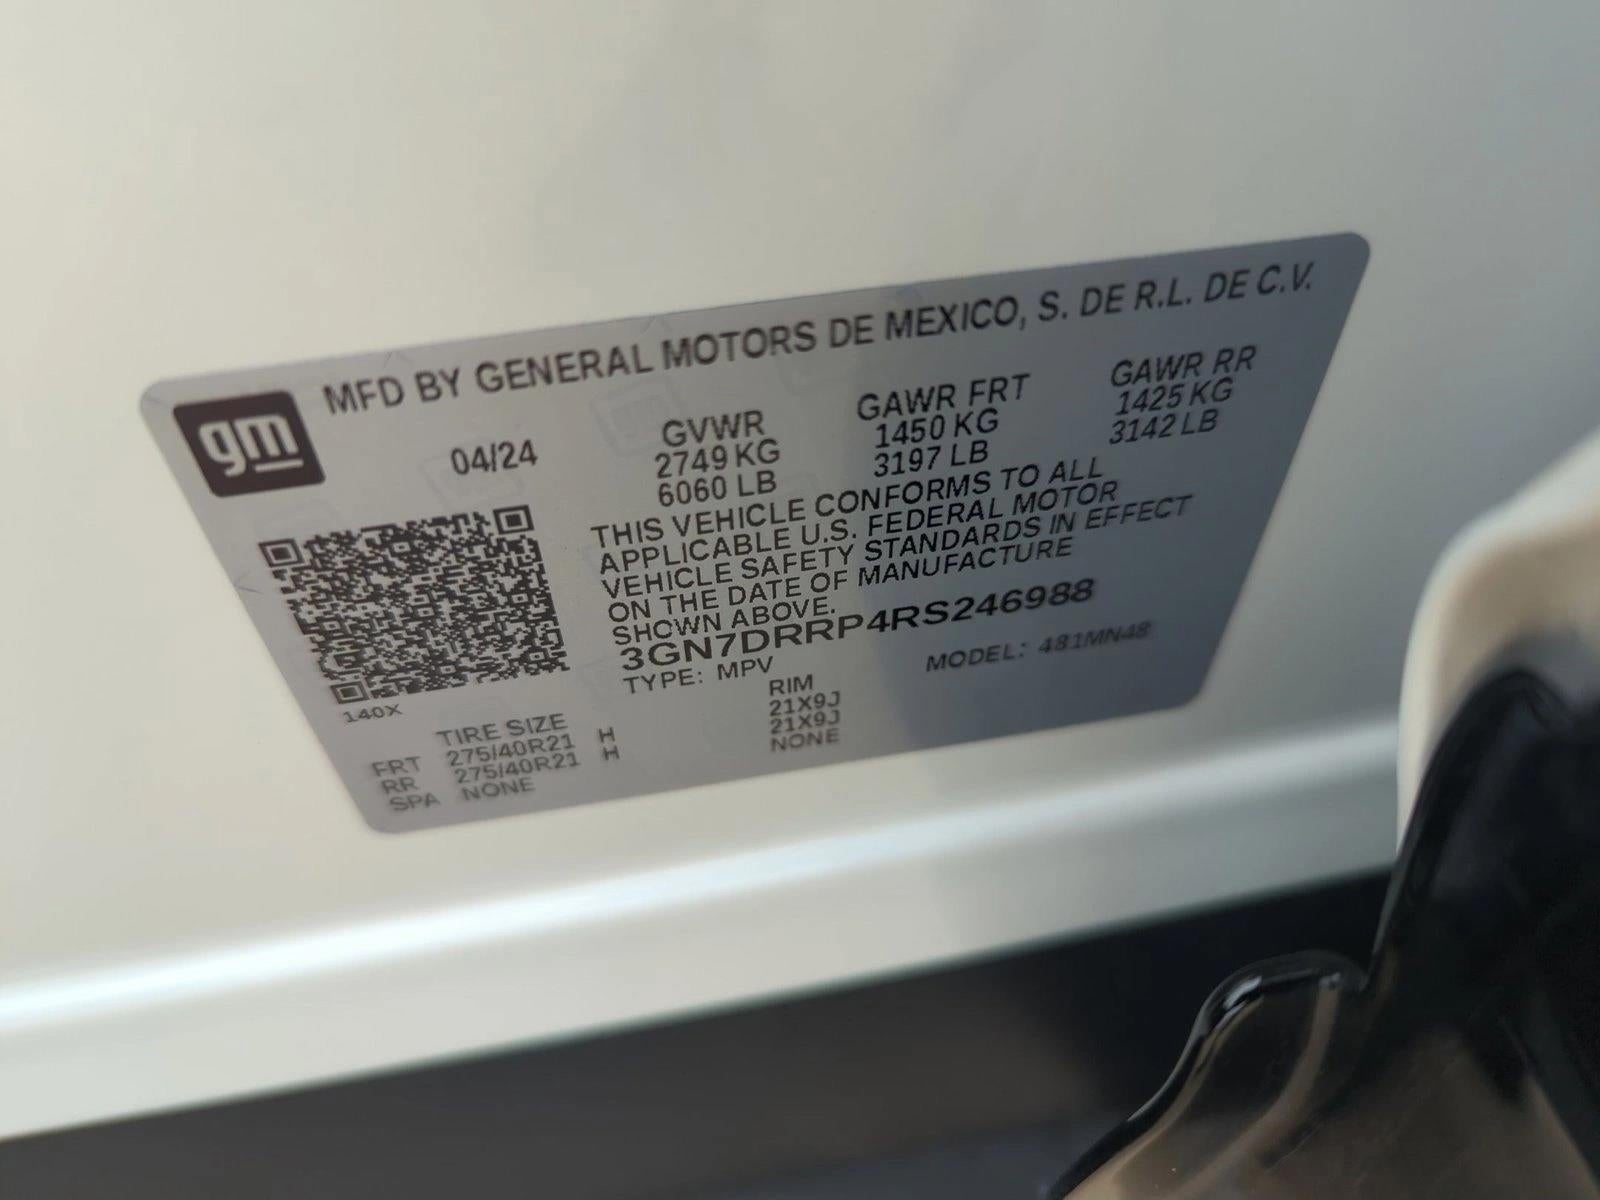 MFD BY GENERAL MOTORS DE MEXICO, S. DE R.L. DE C.V.
gm
04/24
GVWR
2749 KG
6060 LB
GAWR FRT
1450 KG
3197 LB
GAWR RR
1425 KG
3142 LB
THIS VEHICLE CONFORMS TO ALL
APPLICABLE U.S. FEDERAL MOTOR
VEHICLE SAFETY STANDARDS IN EFFECT
ON THE DATE OF MANUFACTURE
SHOWN ABOVE.
3GN7DRRP4RS246988
TYPE: MPV
MODEL: 481MN48
140X
TIRE SIZE
RIM
FRT 275/40R21 H 21X9J
RR 275/40R21 H 21X9J
SPA NONE NONE